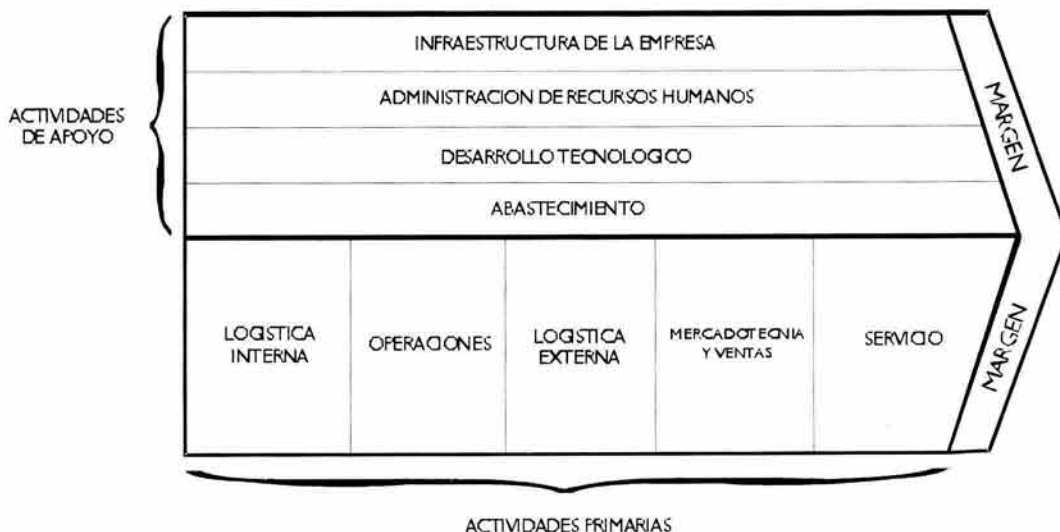 INFRAESTRUCTURA DE LA EMPRESA
ADMINISTRACION DE RECURSOS HUMANOS
DESARROLLO TECNOLOGICO
ABASTECIMIENTO
ACTIVIDADES
DE APOYO
MARGEN
LOGISTICA
INTERNA
OPERACIONES
LOGISTICA
EXTERNA
MERCADOTECNIA
Y VENTAS
SERVICIO
MARGEN
ACTIVIDADES PRIMARIAS